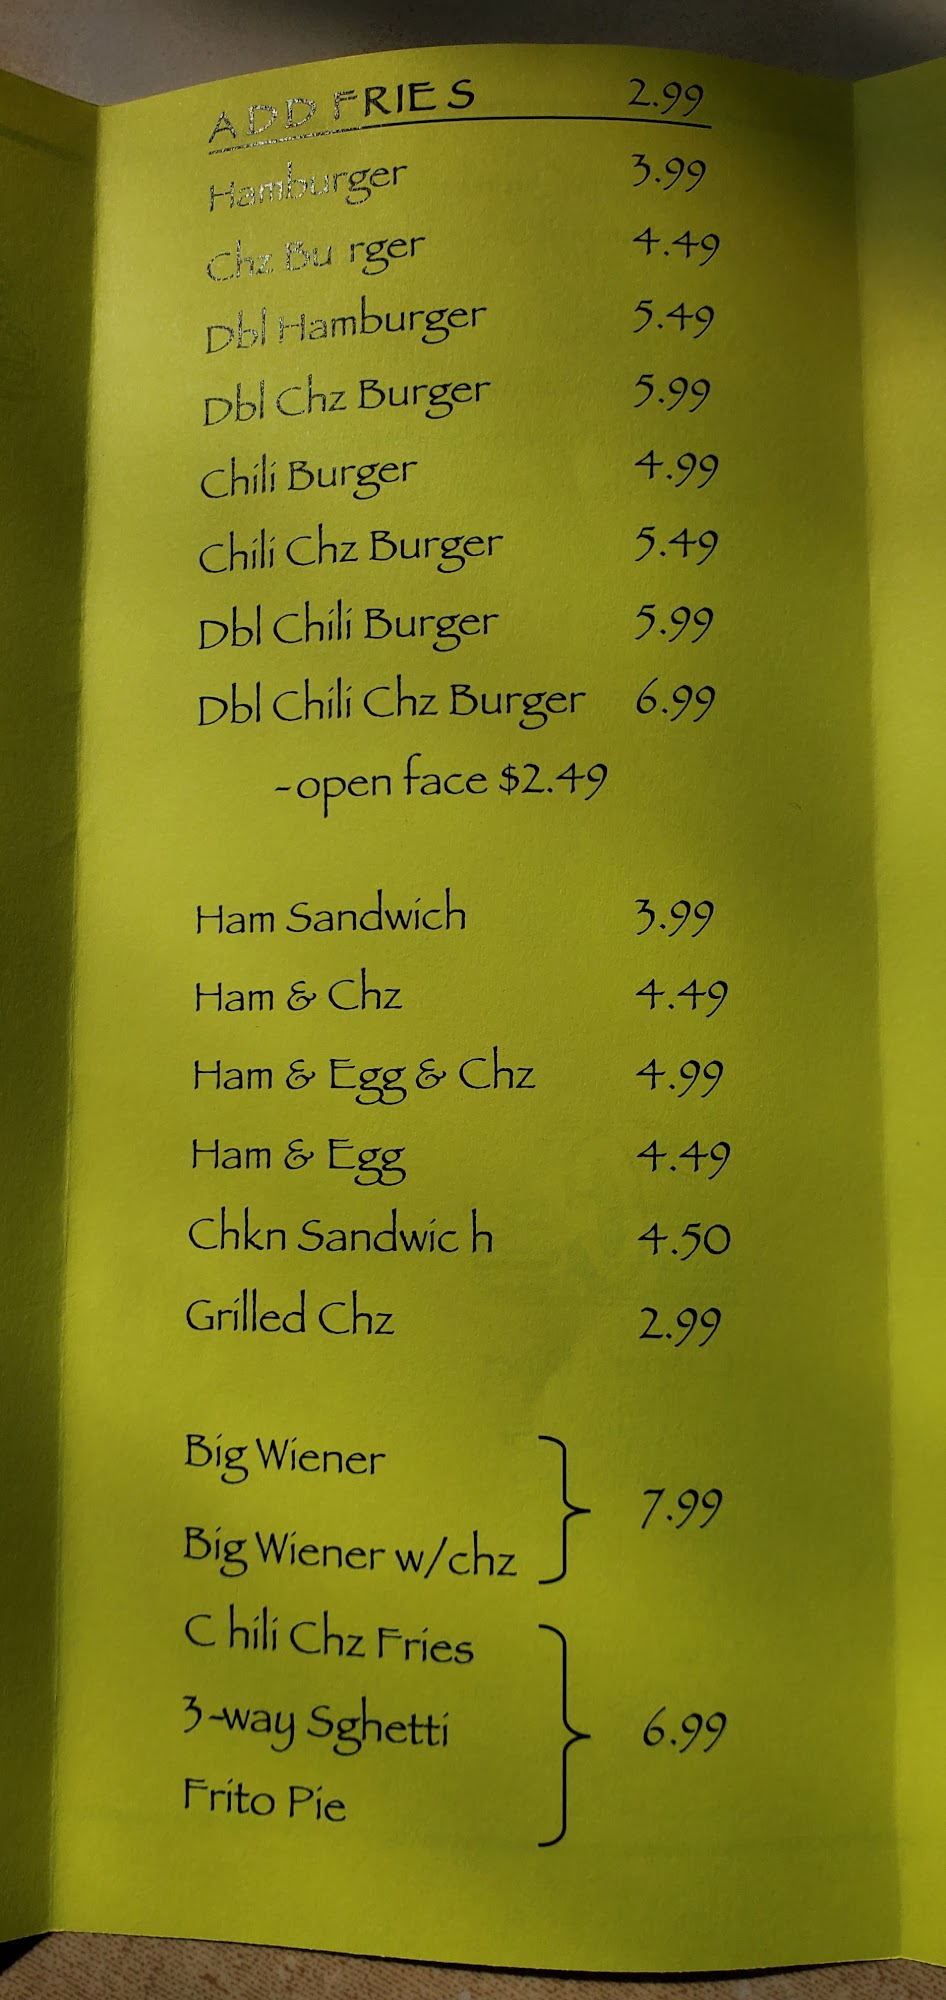 ADD FRIES 2.99
Hamburger 3.99
Chz Burger 4.49
Dbl Hamburger 5.49
Dbl Chz Burger 5.99
Chili Burger 4.99
Chili Chz Burger 5.49
Dbl Chili Burger 5.99
Dbl Chili Chz Burger 6.99
-open face $2.49
Ham Sandwich 3.99
Ham & Chz 4.49
Ham & Egg & Chz 4.99
Ham & Egg 4.49
Chkn Sandwich 4.50
Grilled Chz 2.99
Big Wiener
7.99
Big Wiener w/chz
Chili Chz Fries
3-way Sghetti 6.99
Frito Pie